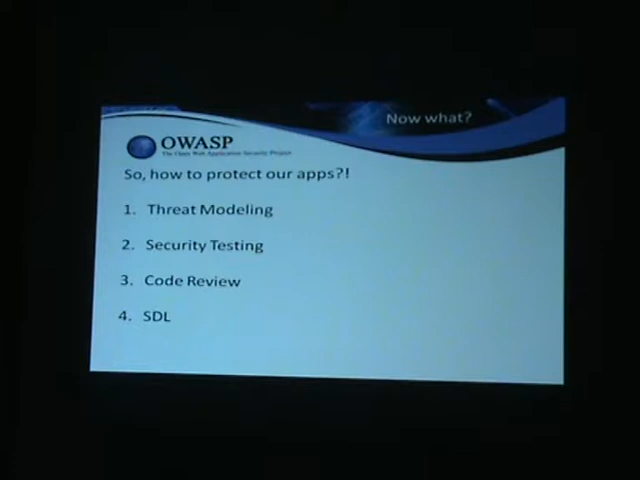 Now what?
OWASP
The Open Web Application Security Project
So, how to protect our apps?!
1. Threat Modeling
2. Security Testing
3. Code Review
4. SDL